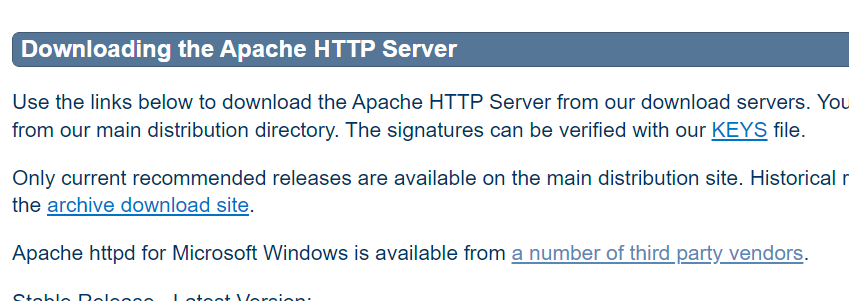 Downloading the Apache HTTP Server
Use the links below to download the Apache HTTP Server from our download servers. You
from our main distribution directory. The signatures can be verified with our KEYS file.
Only current recommended releases are available on the main distribution site. Historical r
the archive download site.
Apache httpd for Microsoft Windows is available from a number of third party vendors.
Stable Release - Latest Version: